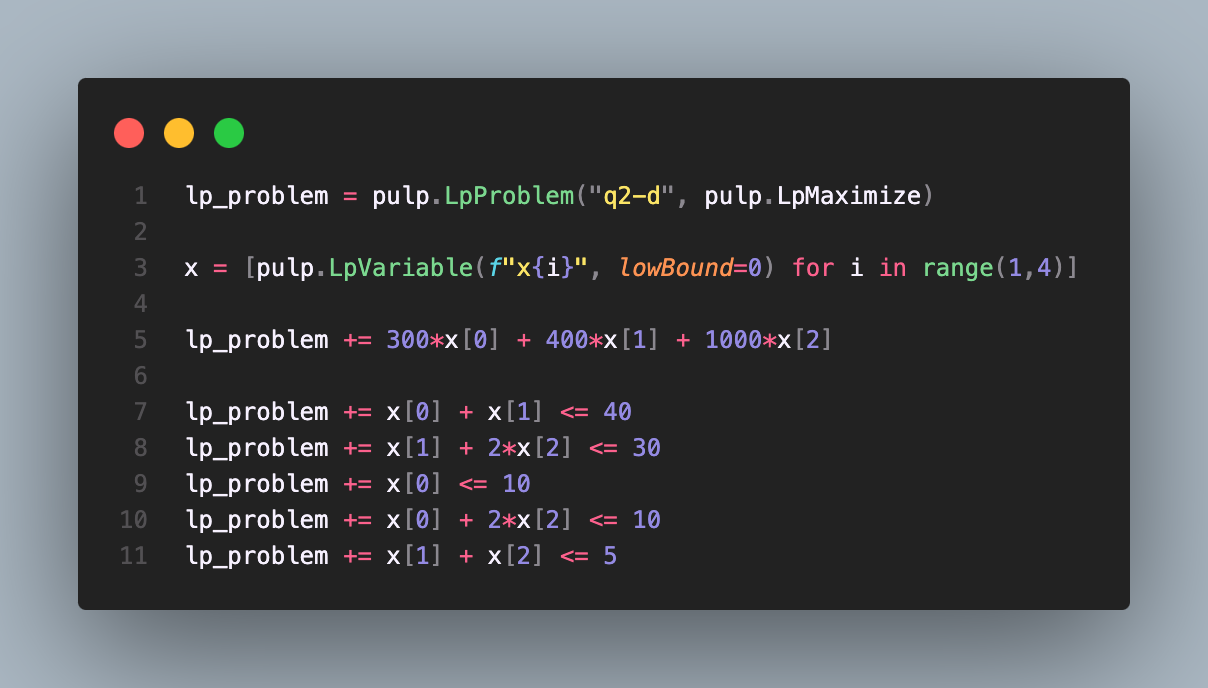 1 lp_problem = pulp.LpProblem("q2-d", pulp.LpMaximize)
2
3 x = [pulp.LpVariable(f"x{i}", lowBound=0) for i in range(1,4)]
4
5 lp_problem += 300*x[0] + 400*x[1] + 1000*x[2]
6
7 lp_problem += x[0] + x[1] <= 40
8 lp_problem += x[1] + 2*x[2] <= 30
9 lp_problem += x[0] <= 10
10 lp_problem += x[0] + 2*x[2] <= 10
11 lp_problem += x[1] + x[2] <= 5